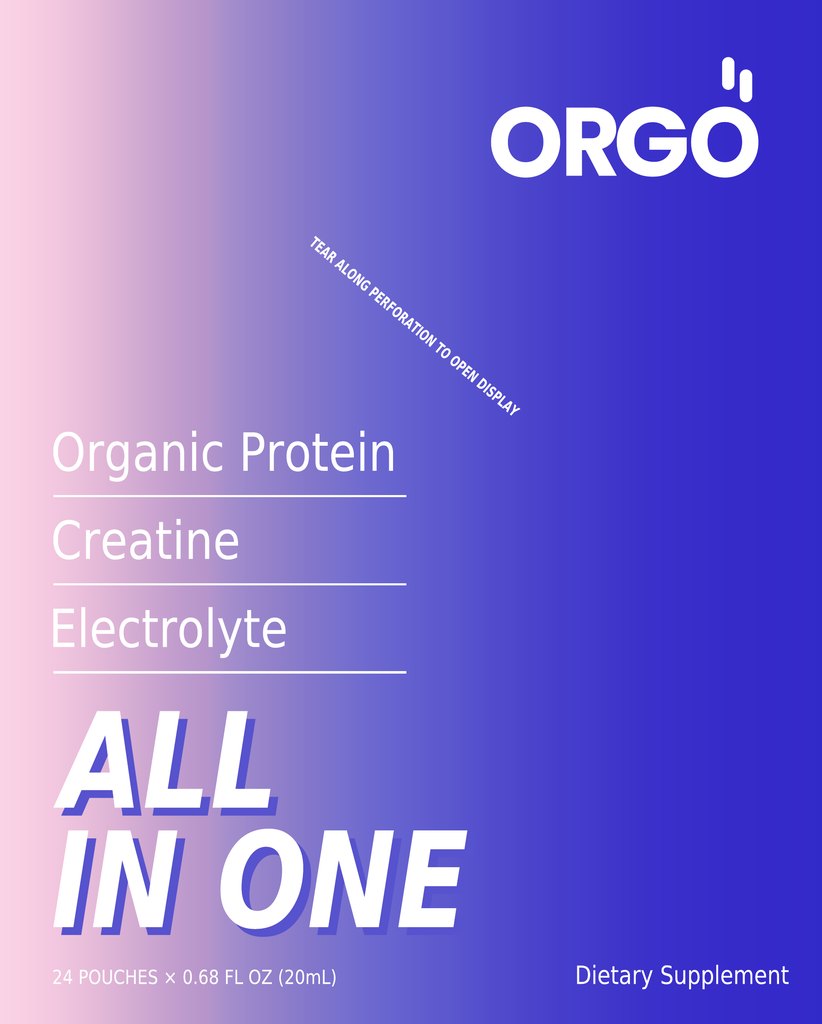 ORGO
TEAR ALONG PERFORATION TO OPEN DISPLAY
Organic Protein
Creatine
Electrolyte
ALL
IN ONE
24 POUCHES × 0.68 FL OZ (20mL)
Dietary Supplement